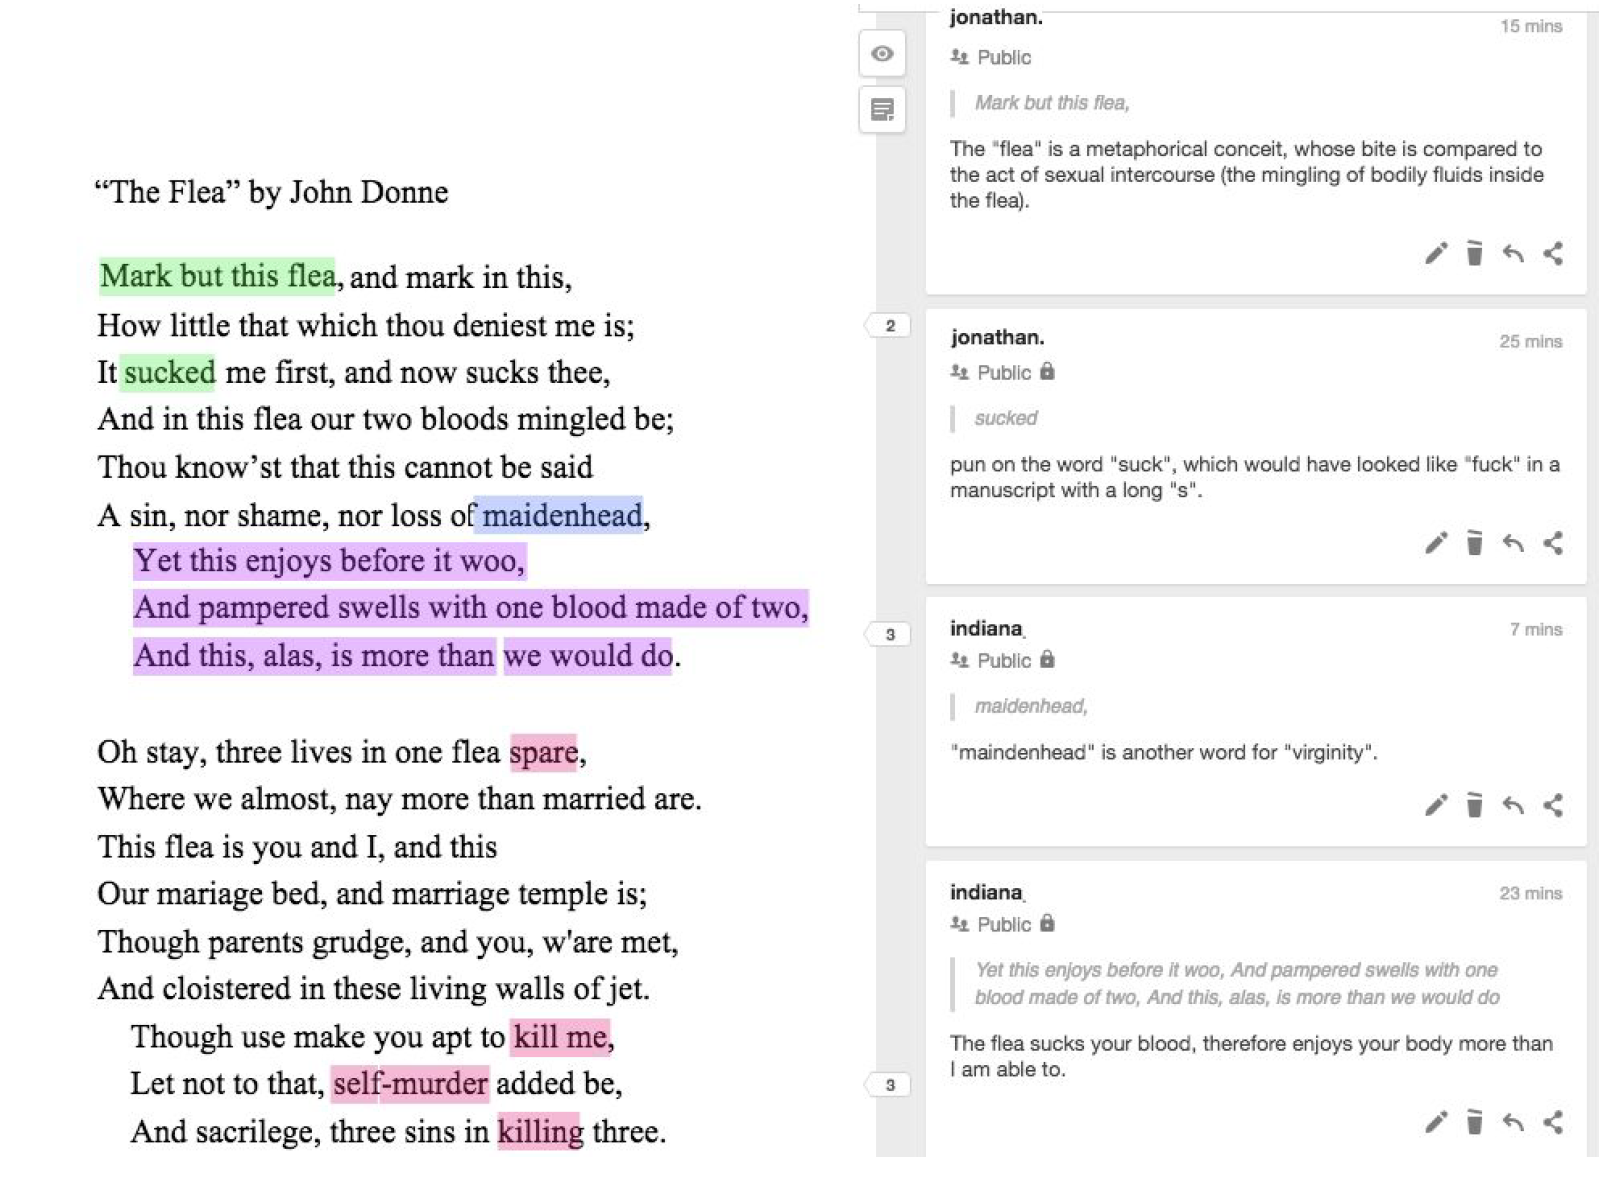 “The Flea” by John Donne
Mark but this flea, and mark in this,
How little that which thou deniest me is;
It sucked me first, and now sucks thee,
And in this flea our two bloods mingled be;
Thou know’st that this cannot be said
A sin, nor shame, nor loss of maidenhead,
Yet this enjoys before it woo,
And pampered swells with one blood made of two,
And this, alas, is more than we would do.
Oh stay, three lives in one flea spare,
Where we almost, nay more than married are.
This flea is you and I, and this
Our mariage bed, and marriage temple is;
Though parents grudge, and you, w'are met,
And cloistered in these living walls of jet.
Though use make you apt to kill me,
Let not to that, self-murder added be,
And sacrilege, three sins in killing three.
2
3
3
jonathan.
15 mins
Public
Mark but this flea,
The "flea" is a metaphorical conceit, whose bite is compared to
the act of sexual intercourse (the mingling of bodily fluids inside
the flea).
jonathan.
25 mins
Public
sucked
pun on the word "suck", which would have looked like "fuck" in a
manuscript with a long "s".
indiana
7 mins
Public
maidenhead,
"maindenhead" is another word for "virginity".
indiana
23 mins
Public
Yet this enjoys before it woo, And pampered swells with one
blood made of two, And this, alas, is more than we would do
The flea sucks your blood, therefore enjoys your body more than
I am able to.